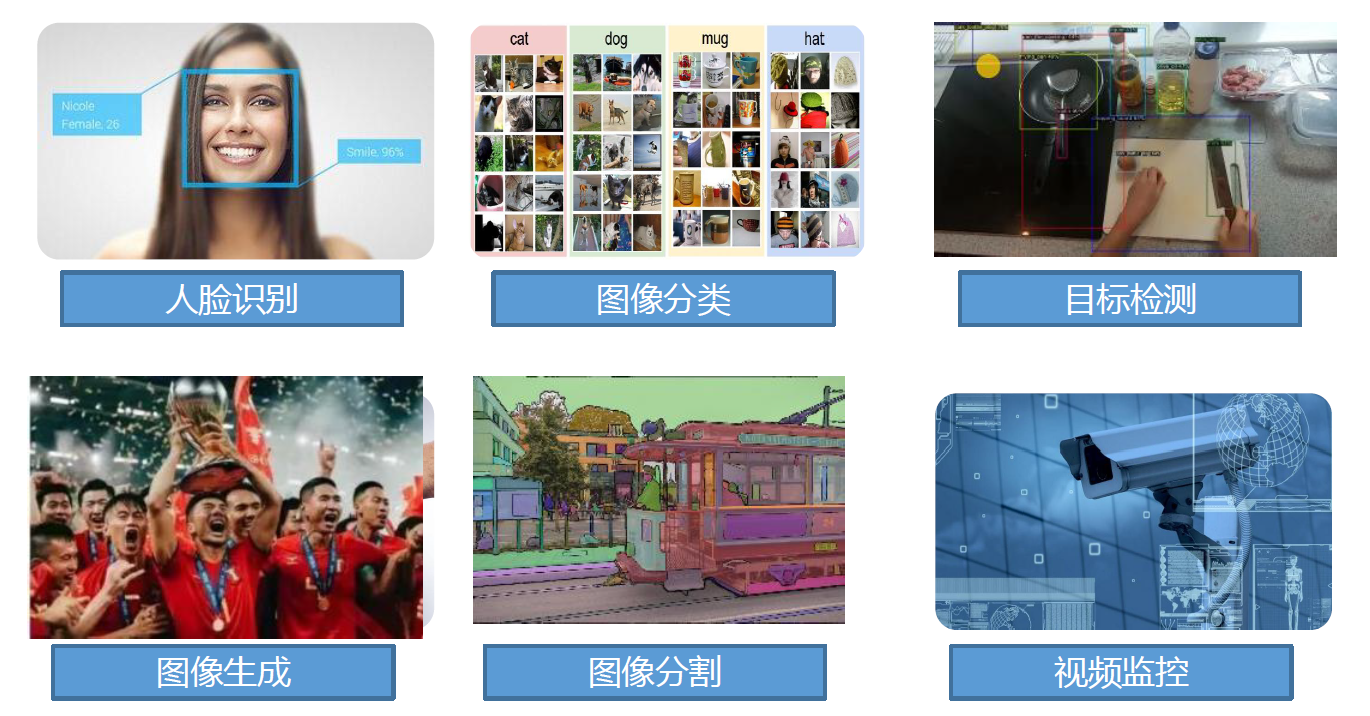 Nicole
Female, 26
Smile, 96%
cat dog mug hat
人脸识别
图像分类
目标检测
24
图像生成
图像分割
视频监控